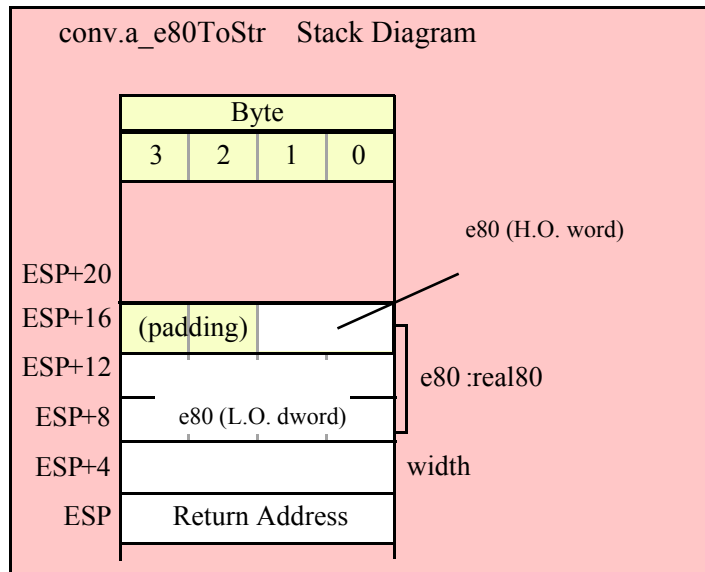 conv.a_e80ToStr Stack Diagram
Byte
3 2 1 0
e80 (H.O. word)
ESP+20
ESP+16 (padding)
ESP+12
e80 :real80
ESP+8 e80 (L.O. dword)
ESP+4 width
ESP Return Address